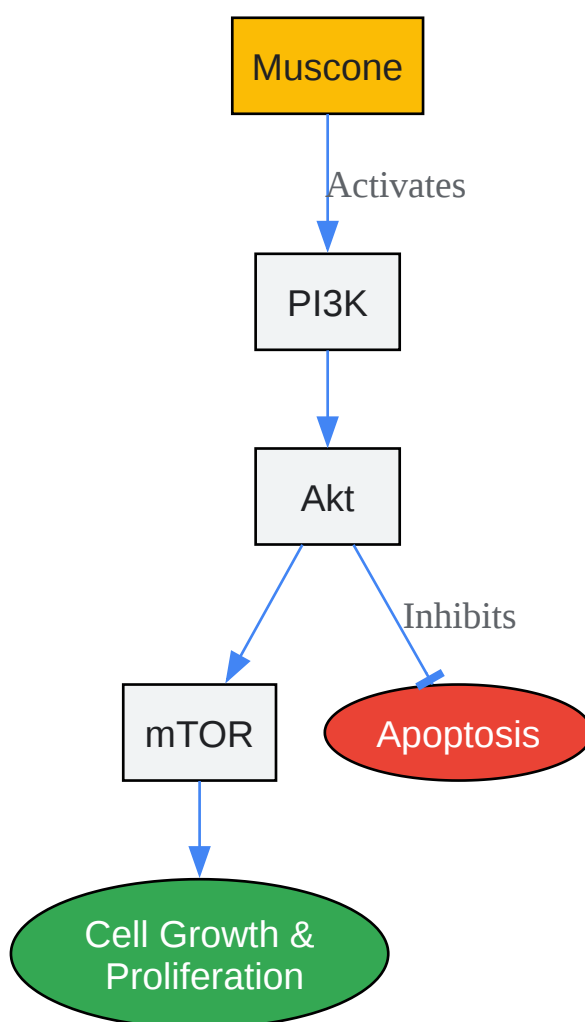 Muscone
Activates
PI3K
Akt
Inhibits
mTOR
Apoptosis
Cell Growth &
Proliferation